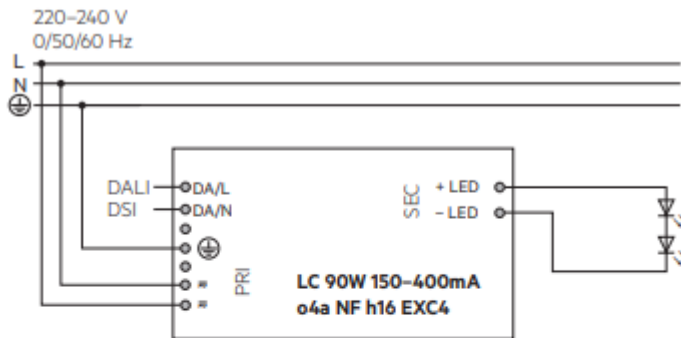 220–240 V
0/50/60 Hz
L
N
DALI
DA/L
DSI
DA/N
PRI
SEC
+ LED
– LED
LC 90W 150–400mA
o4a NF h16 EXC4